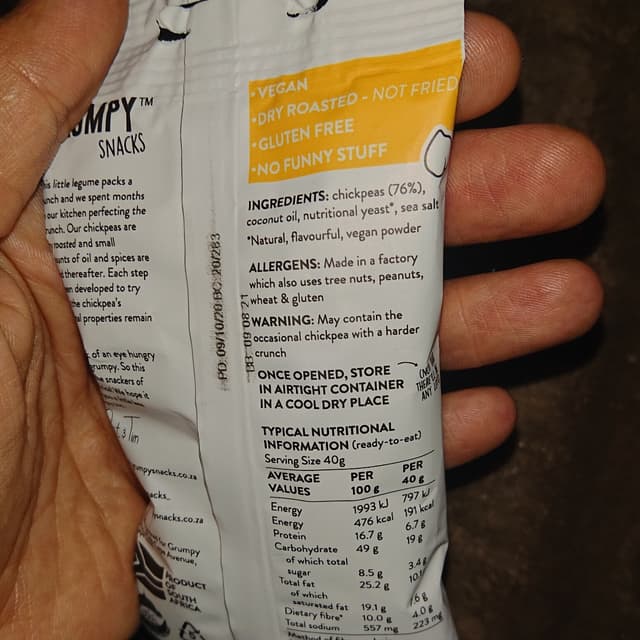 UMPY™
SNACKS
his little legume packs a
unch and we spent months
our kitchen perfecting the
runch. Our chickpeas are
roasted and small
unts of oil and spices are
thereafter. Each step
n developed to try
the chickpea's
al properties remain
of an eye hungry
rumpy. So this
snackers of
hope it
Tim
mpysnacks.co.za
acks_
ysnacks.co.za
for Grumpy
Avenue,
PRODUCT
OF
SOUTH
AFRICA
PD: 09/10/20 BC: 20/283
BB: 09 08 21
•VEGAN
•DRY ROASTED - NOT FRIED
•GLUTEN FREE
•NO FUNNY STUFF
INGREDIENTS: chickpeas (76%),
coconut oil, nutritional yeast*, sea salt
*Natural, flavourful, vegan powder
ALLERGENS: Made in a factory
which also uses tree nuts, peanuts,
wheat & gluten
WARNING: May contain the
occasional chickpea with a harder
crunch
ONCE OPENED, STORE
IN AIRTIGHT CONTAINER
IN A COOL DRY PLACE
TYPICAL NUTRITIONAL
INFORMATION (ready-to-eat)
Serving Size 40g
AVERAGE VALUES PER 100 g PER 40 g
Energy 1993 kJ 797 kJ
Energy 476 kcal 191 kcal
Protein 16.7 g 6.7 g
Carbohydrate 49 g 19 g
of which total
sugar 8.5 g 3.4 g
Total fat 25.2 g 10.1
of which
saturated fat 19.1 g .6 g
Dietary fibre* 10.0 g 4.0 g
Total sodium 557 mg 223 mg